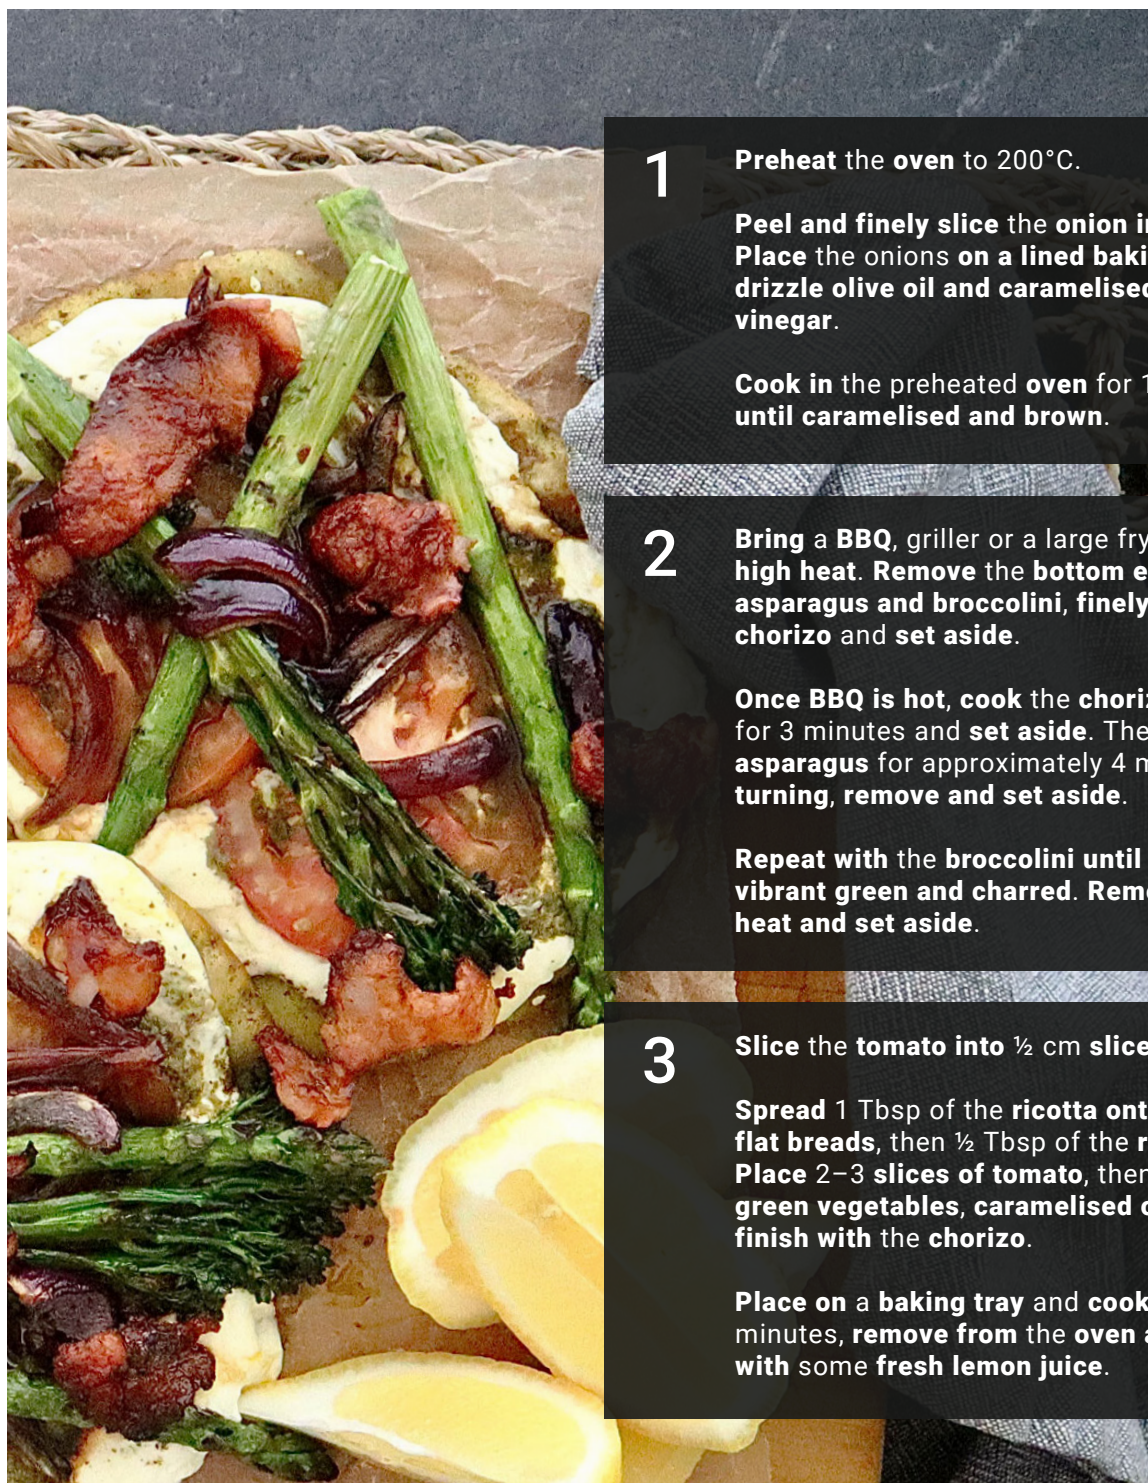 1
Preheat the oven to 200°C.
Peel and finely slice the onion
Place the onions on a lined
drizzle olive oil and caramelised
vinegar.
Cook in the preheated oven for
until caramelised and brown.
2
Bring a BBQ, griller or a large
high heat. Remove the bottom
asparagus and broccolini, finely
chorizo and set aside.
Once BBQ is hot, cook the
for 3 minutes and set aside.
asparagus for approximately 4
turning, remove and set aside.
Repeat with the broccolini until
vibrant green and charred.
heat and set aside.
3
Slice the tomato into ½ cm
Spread 1 Tbsp of the ricotta
flat breads, then ½ Tbsp of the
Place 2–3 slices of tomato,
green vegetables, caramelised
finish with the chorizo.
Place on a baking tray and cook
minutes, remove from the oven
with some fresh lemon juice.